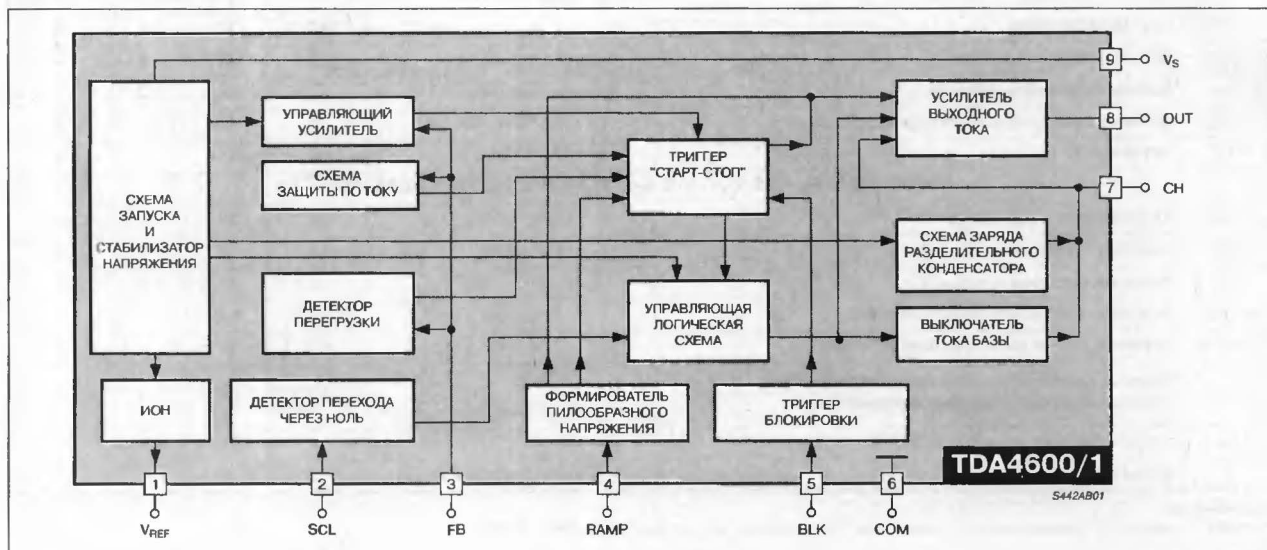 9
VS
УПРАВЛЯЮЩИЙ
УСИЛИТЕЛЬ
УСИЛИТЕЛЬ
ВЫХОДНОГО
ТОКА
8
OUT
СХЕМА
ЗАЩИТЫ ПО ТОКУ
ТРИГГЕР
"СТАРТ-СТОП"
7
CH
СХЕМА
ЗАПУСКА
И
СТАБИЛИЗАТОР
НАПРЯЖЕНИЯ
СХЕМА ЗАРЯДА
РАЗДЕЛИТЕЛЬНОГО
КОНДЕНСАТОРА
ДЕТЕКТОР
ПЕРЕГРУЗКИ
УПРАВЛЯЮЩАЯ
ЛОГИЧЕСКАЯ
СХЕМА
ВЫКЛЮЧАТЕЛЬ
ТОКА БАЗЫ
ИОН
ДЕТЕКТОР ПЕРЕХОДА
ЧЕРЕЗ НОЛЬ
ФОРМИРОВАТЕЛЬ
ПИЛООБРАЗНОГО
НАПРЯЖЕНИЯ
ТРИГГЕР
БЛОКИРОВКИ
TDA4600/1
1
2
3
4
5
6
S442AB01
VREF
SCL
FB
RAMP
BLK
COM